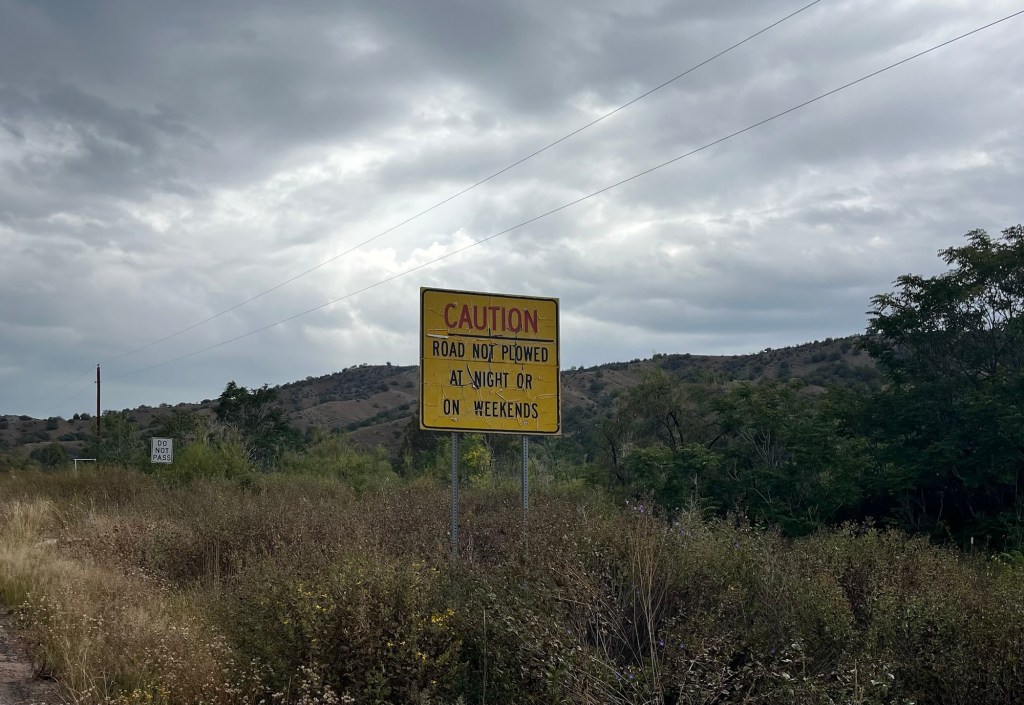 CAUTION
ROAD NOT PLOWED
AT NIGHT OR
ON WEEKENDS
DO
NOT
PASS